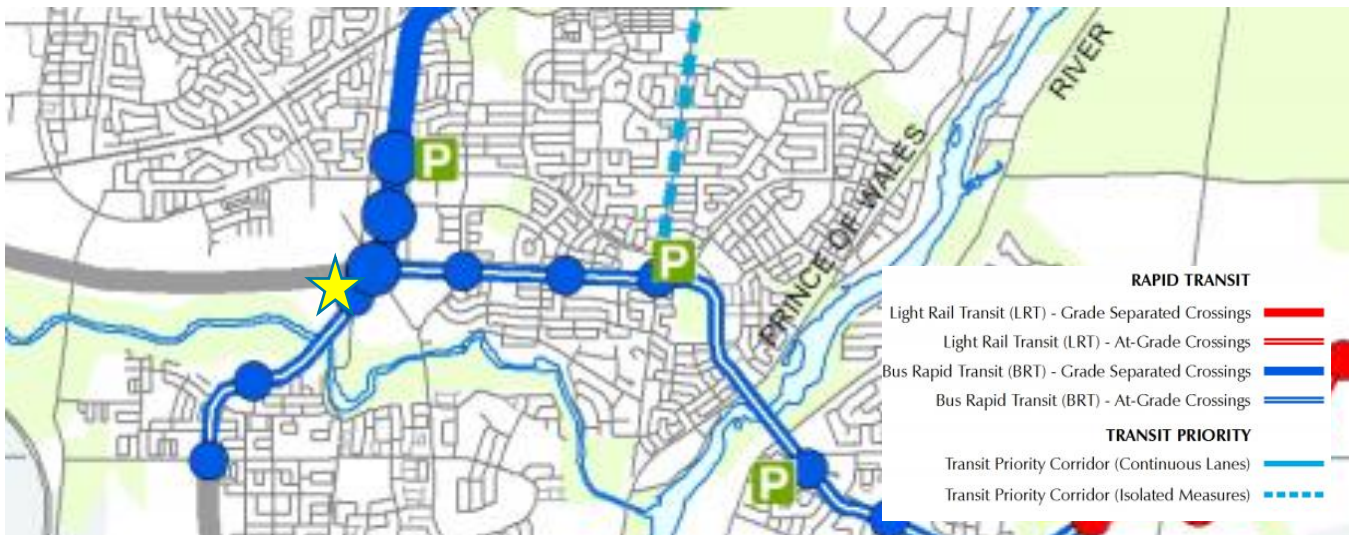 P
P
P
PRINCE OF WALES
RIVER
RAPID TRANSIT
Light Rail Transit (LRT) - Grade Separated Crossings
Light Rail Transit (LRT) - At-Grade Crossings
Bus Rapid Transit (BRT) - Grade Separated Crossings
Bus Rapid Transit (BRT) - At-Grade Crossings
TRANSIT PRIORITY
Transit Priority Corridor (Continuous Lanes)
Transit Priority Corridor (Isolated Measures)